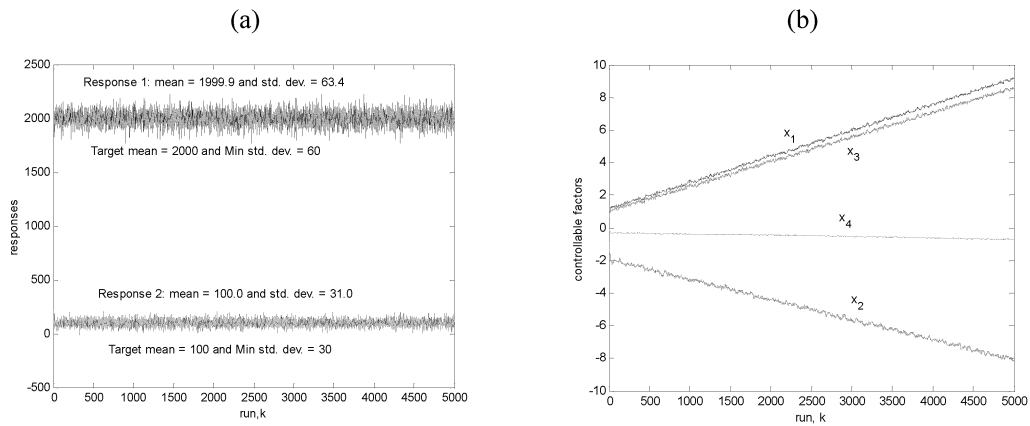 (a)
2500
2000
1500
1000
500
0
-500
responses
Response 1: mean = 1999.9 and std. dev. = 63.4
Target mean = 2000 and Min std. dev. = 60
Response 2: mean = 100.0 and std. dev. = 31.0
Target mean = 100 and Min std. dev. = 30
0 500 1000 1500 2000 2500 3000 3500 4000 4500 5000
run,k
(b)
10
8
6
4
2
0
-2
-4
-6
-8
-10
controllable factors
x1
x3
x4
x2
0 500 1000 1500 2000 2500 3000 3500 4000 4500 5000
run, k